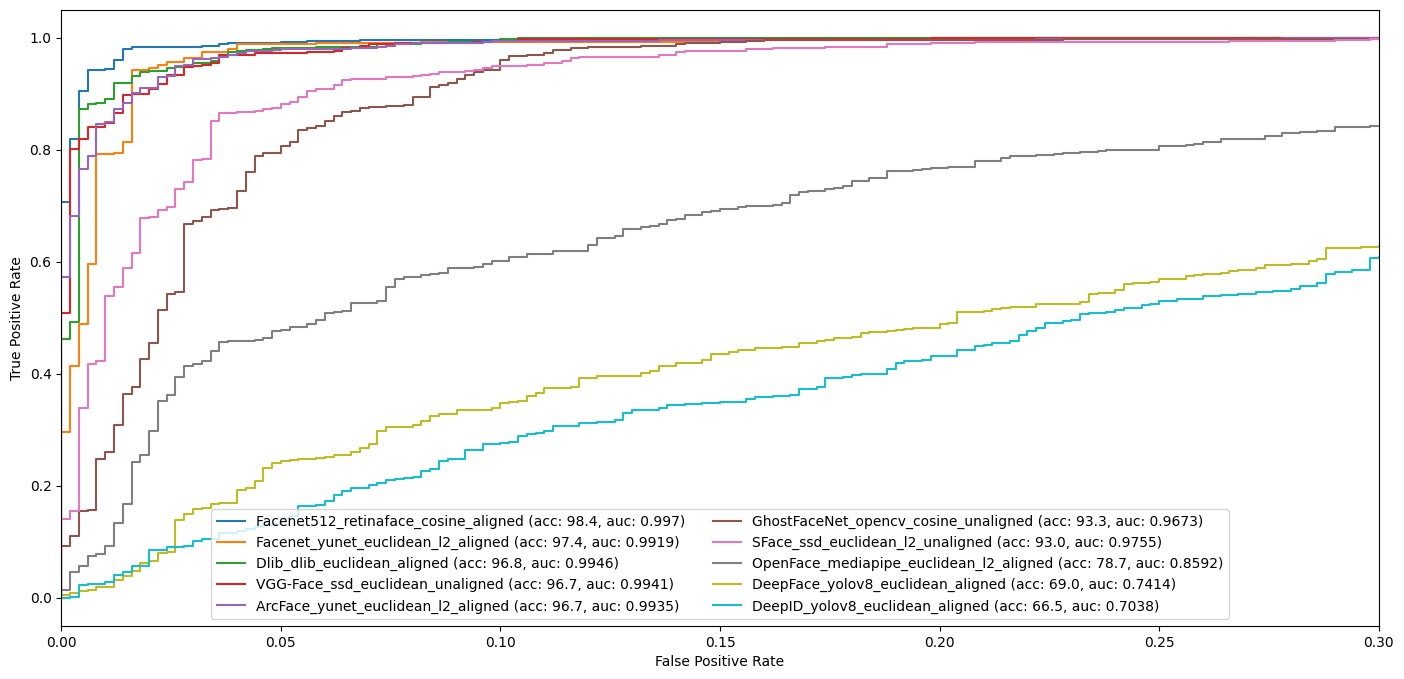 1.0
0.8
0.6
0.4
0.2
0.0
True Positive Rate
Facenet512_retinaface_cosine_aligned (acc: 98.4, auc: 0.997)
Facenet_yunet_euclidean_l2_aligned (acc: 97.4, auc: 0.9919)
Dlib_dlib_euclidean_aligned (acc: 96.8, auc: 0.9946)
VGG-Face_ssd_euclidean_unaligned (acc: 96.7, auc: 0.9941)
ArcFace_yunet_euclidean_l2_aligned (acc: 96.7, auc: 0.9935)
GhostFaceNet_opencv_cosine_unaligned (acc: 93.3, auc: 0.9673)
SFace_ssd_euclidean_l2_unaligned (acc: 93.0, auc: 0.9755)
OpenFace_mediapipe_euclidean_l2_aligned (acc: 78.7, auc: 0.8592)
DeepFace_yolov8_euclidean_aligned (acc: 69.0, auc: 0.7414)
DeepID_yolov8_euclidean_aligned (acc: 66.5, auc: 0.7038)
0.00 0.05 0.10 0.15 0.20 0.25 0.30
False Positive Rate